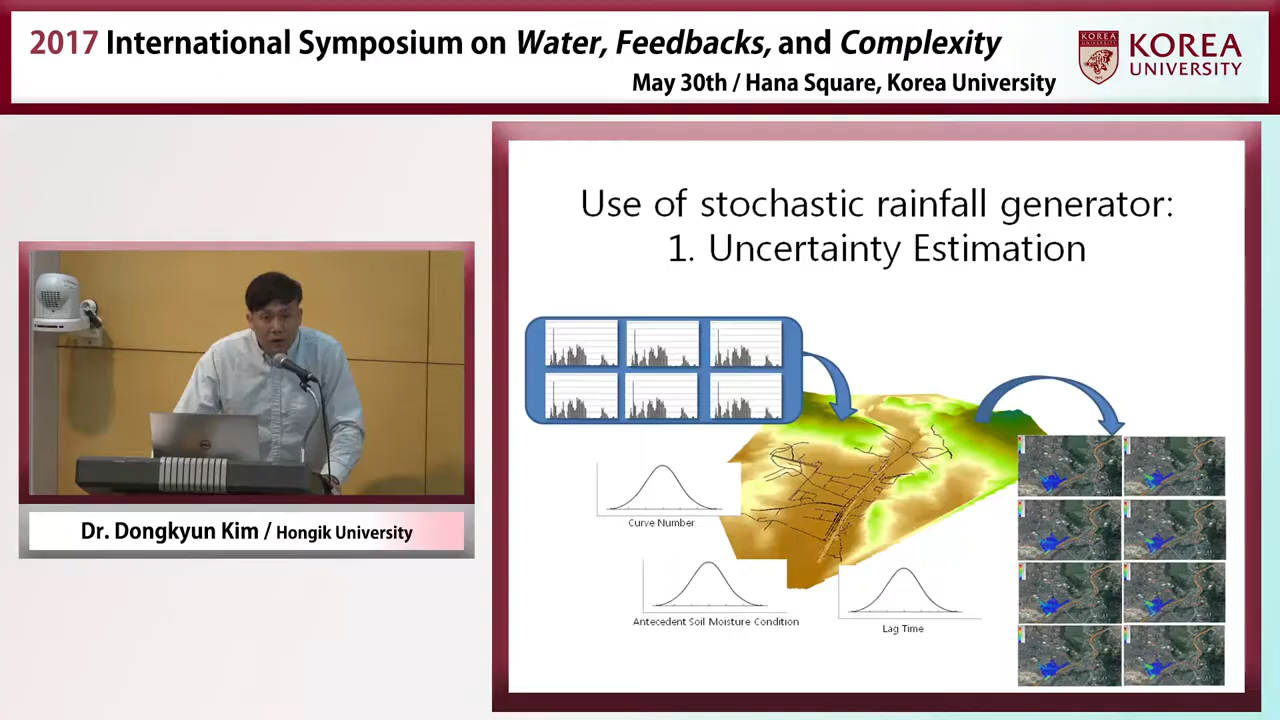 2017 International Symposium on Water, Feedbacks, and Complexity
May 30th / Hana Square, Korea University
KOREA
UNIVERSITY
Use of stochastic rainfall generator:
1. Uncertainty Estimation
Curve Number
Antecedent Soil Moisture Condition
Lag Time
DELL
Dr. Dongkyun Kim / Hongik University